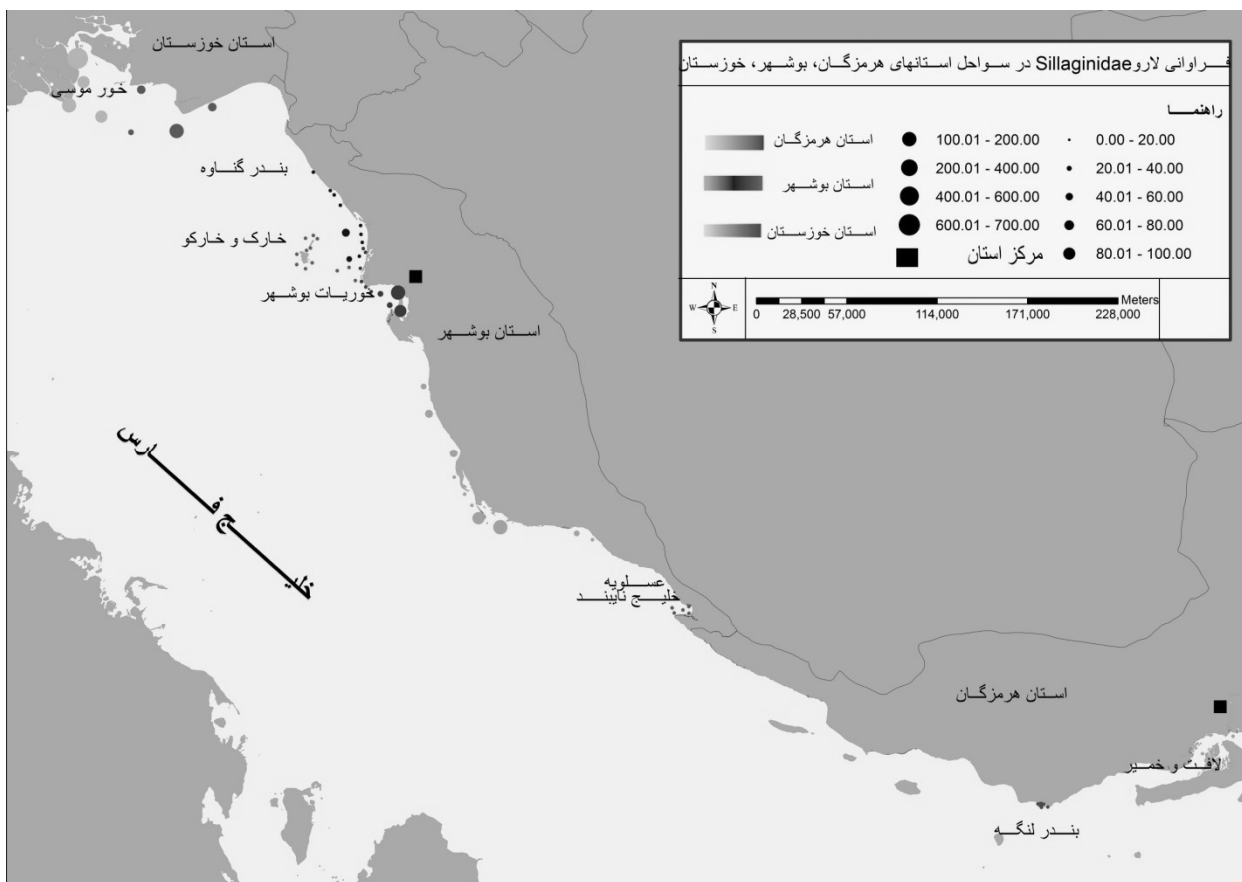 فراوانی لارو Sillaginidae در سواحل استانهای هرمزگان، بوشهر، خوزستان
راهنما
استان هرمزگان
استان بوشهر
استان خوزستان
مرکز استان
100.01 - 200.00
200.01 - 400.00
400.01 - 600.00
600.01 - 700.00
0.00 - 20.00
20.01 - 40.00
40.01 - 60.00
60.01 - 80.00
80.01 - 100.00
N
W E
S
Meters
0 28,500 57,000 114,000 171,000 228,000
استان خوزستان
خور موسی
بندر گناوه
خارک و خارکو
خوریات بوشهر
استان بوشهر
خلیج فارس
عسلویه
خلیج نایبند
استان هرمزگان
لافت و خمیر
بندر لنگه